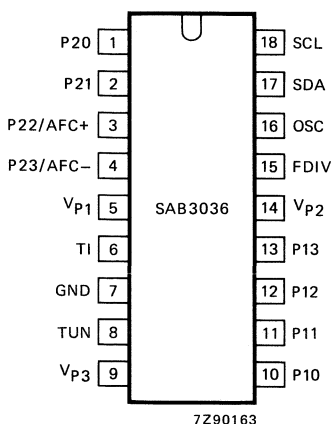 P20 1 18 SCL
P21 2 17 SDA
P22/AFC+ 3 16 OSC
P23/AFC− 4 15 FDIV
VP1 5 SAB3036 14 VP2
TI 6 13 P13
GND 7 12 P12
TUN 8 11 P11
VP3 9 10 P10
7Z90163